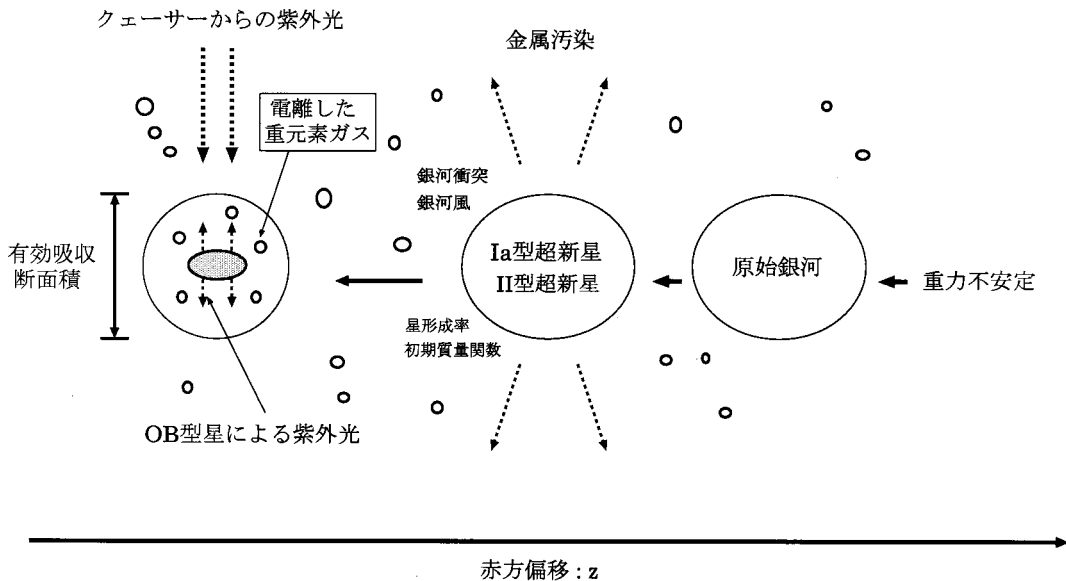 クェーサーからの紫外光
金属汚染
電離した
重元素ガス
銀河衝突
銀河風
有効吸収
断面積
Ia型超新星
II型超新星
原始銀河
重力不安定
星形成率
初期質量関数
OB型星による紫外光
赤方偏移 : z